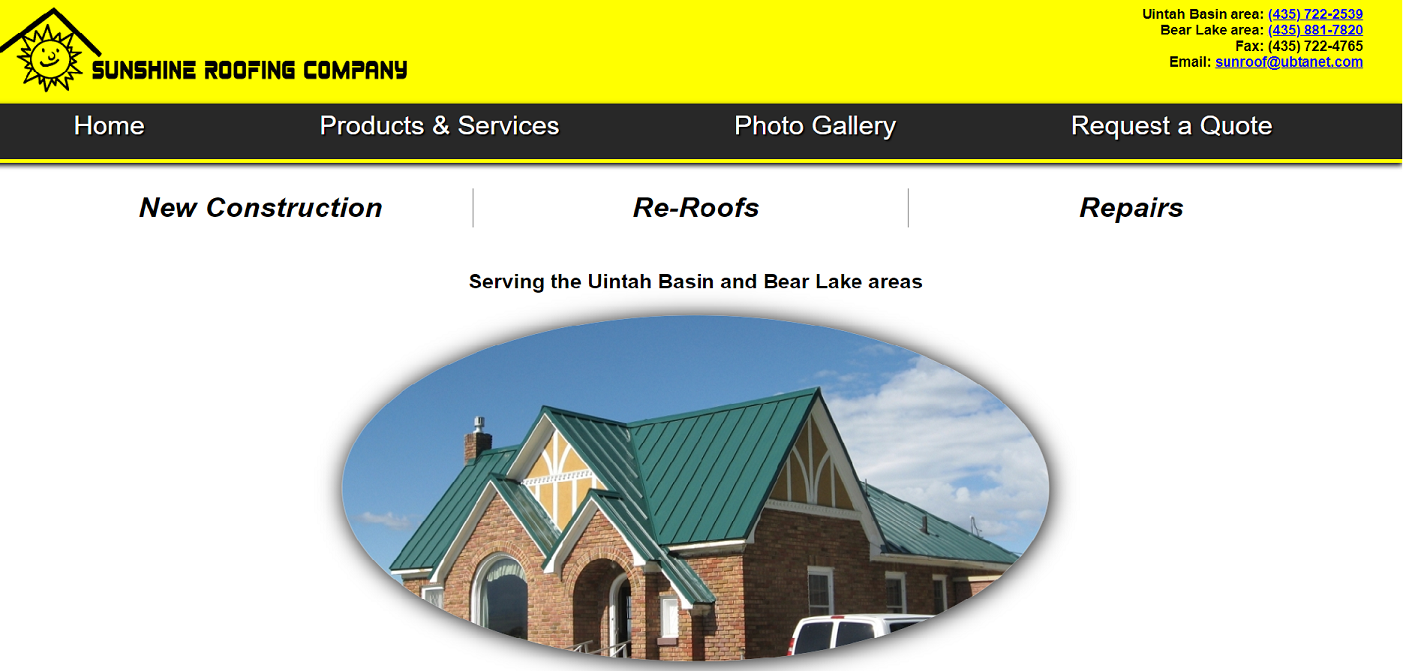 SUNSHINE ROOFING COMPANY
Uintah Basin area: (435) 722-2539
Bear Lake area: (435) 881-7820
Fax: (435) 722-4765
Email: sunroof@ubtanet.com
Home Products & Services Photo Gallery Request a Quote
New Construction Re-Roofs Repairs
Serving the Uintah Basin and Bear Lake areas